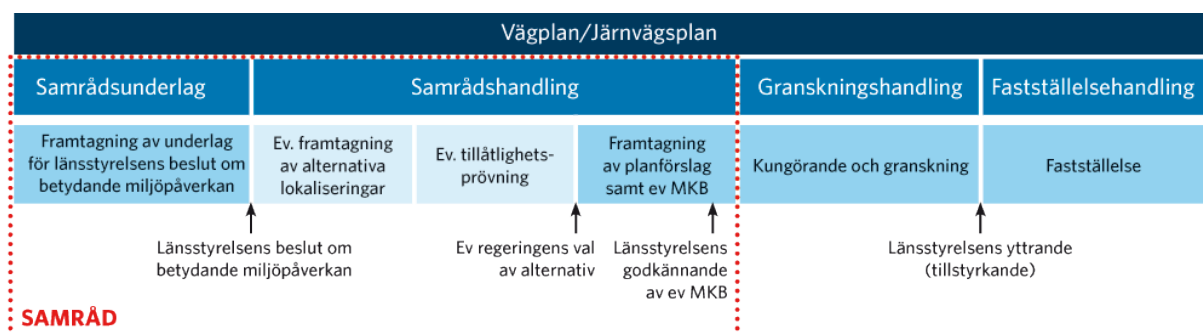 Vägplan/Järnvägsplan
Samrådsunderlag
Samrådshandling
Granskningshandling
Fastställelsehandling
Framtagning av underlag
för länsstyrelsens beslut om
betydande miljöpåverkan
Ev. framtagning
av alternativa
lokaliseringar
Ev. tillåtlighets-
prövning
Framtagning
av planförslag
samt ev MKB
Kungörande och granskning
Fastställelse
Länsstyrelsens beslut om
betydande miljöpåverkan
Ev regeringens val
av alternativ
Länsstyrelsens
godkännande
av ev MKB
Länsstyrelsens yttrande
(tillstyrkande)
SAMRÅD